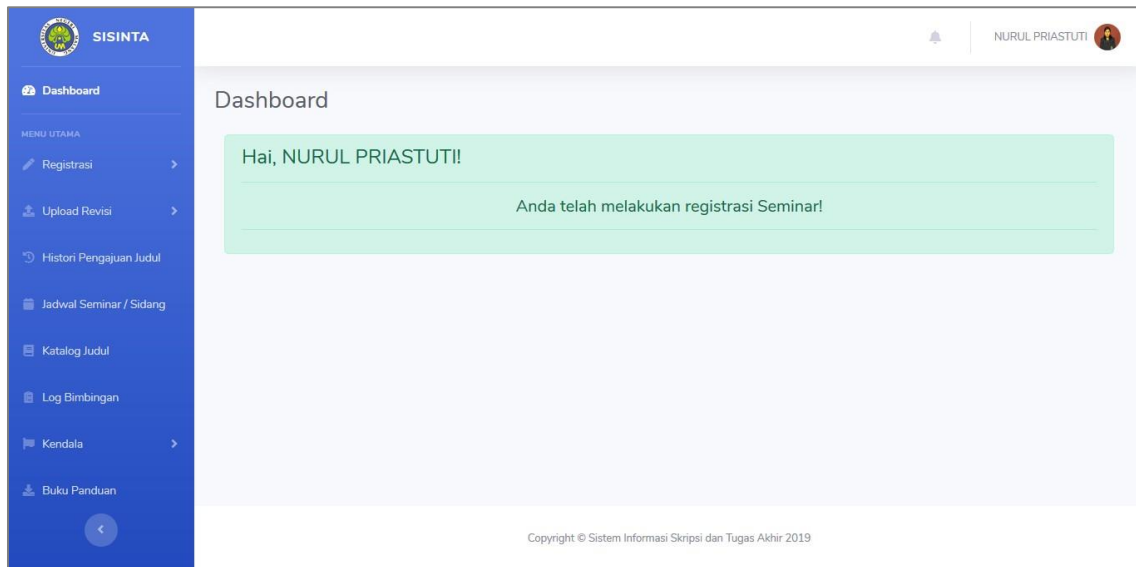 SISINTA
NURUL PRIASTUTI
Dashboard
Dashboard
Hai, NURUL PRIASTUTI!
Anda telah melakukan registrasi Seminar!
MENU UTAMA
Registrasi
Upload Revisi
Histori Pengajuan Judul
Jadwal Seminar / Sidang
Katalog Judul
Log Bimbingan
Kendala
Buku Panduan
Copyright © Sistem Informasi Skripsi dan Tugas Akhir 2019